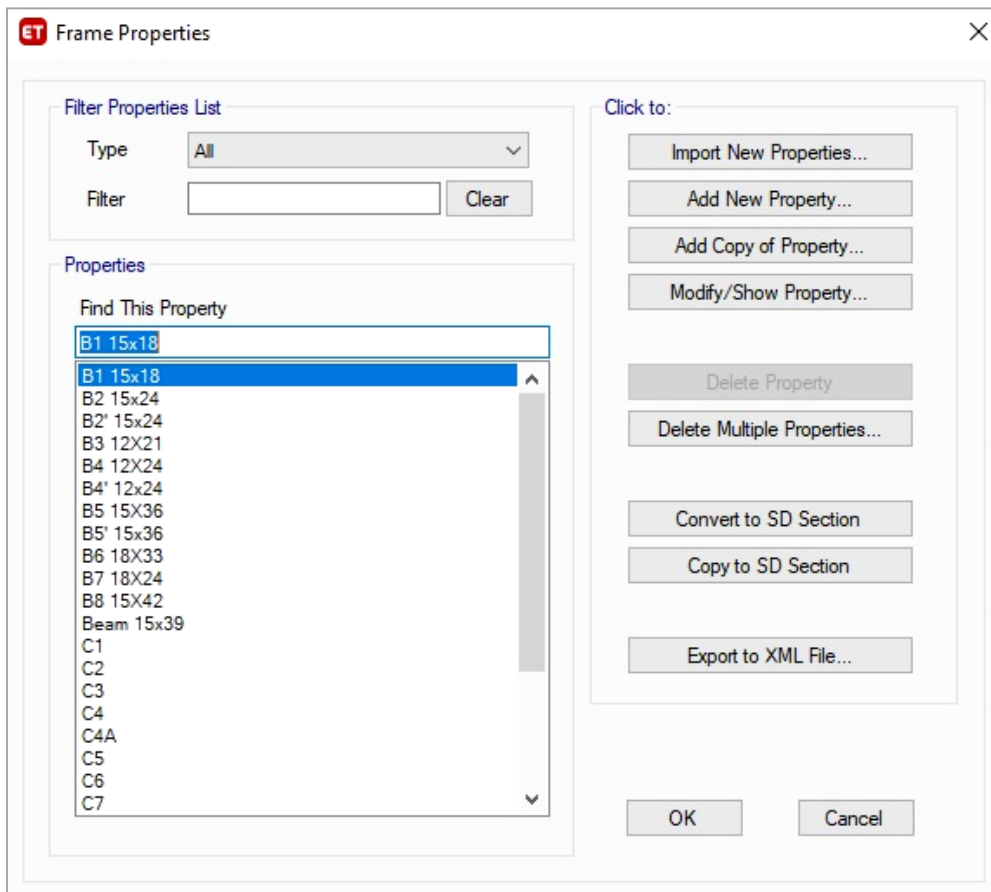 ET Frame Properties
Filter Properties List
Type All
Filter Clear
Properties
Find This Property
B1 15x18
B1 15x18
B2 15x24
B2' 15x24
B3 12X21
B4 12X24
B4' 12x24
B5 15X36
B5' 15x36
B6 18X33
B7 18X24
B8 15X42
Beam 15x39
C1
C2
C3
C4
C4A
C5
C6
C7
Click to:
Import New Properties...
Add New Property...
Add Copy of Property...
Modify/Show Property...
Delete Property
Delete Multiple Properties...
Convert to SD Section
Copy to SD Section
Export to XML File...
OK Cancel